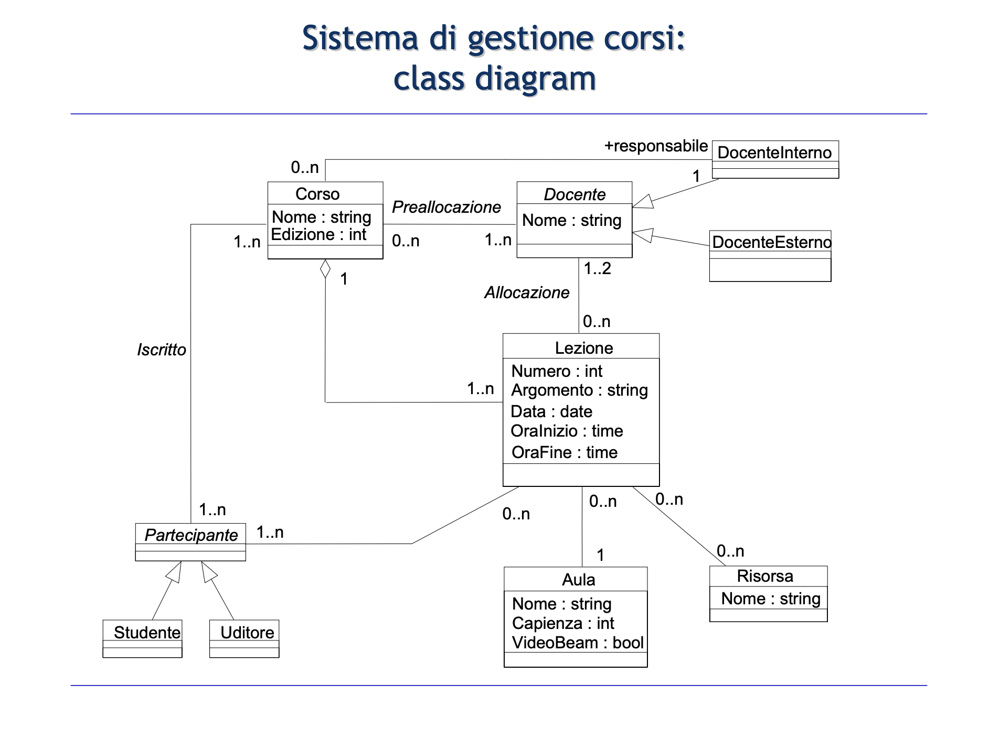 Sistema di gestione corsi:
class diagram
+responsabile
DocenteInterno
0..n
1
Corso
Nome : string
Edizione : int
Preallocazione
0..n
1..n
Docente
Nome : string
DocenteEsterno
1..n
1
1..2
Allocazione
0..n
Iscritto
Lezione
Numero : int
Argomento : string
Data : date
OraInizio : time
OraFine : time
1..n
1..n
0..n
0..n
0..n
Partecipante
1..n
1
0..n
Studente
Uditore
Aula
Nome : string
Capienza : int
VideoBeam : bool
Risorsa
Nome : string